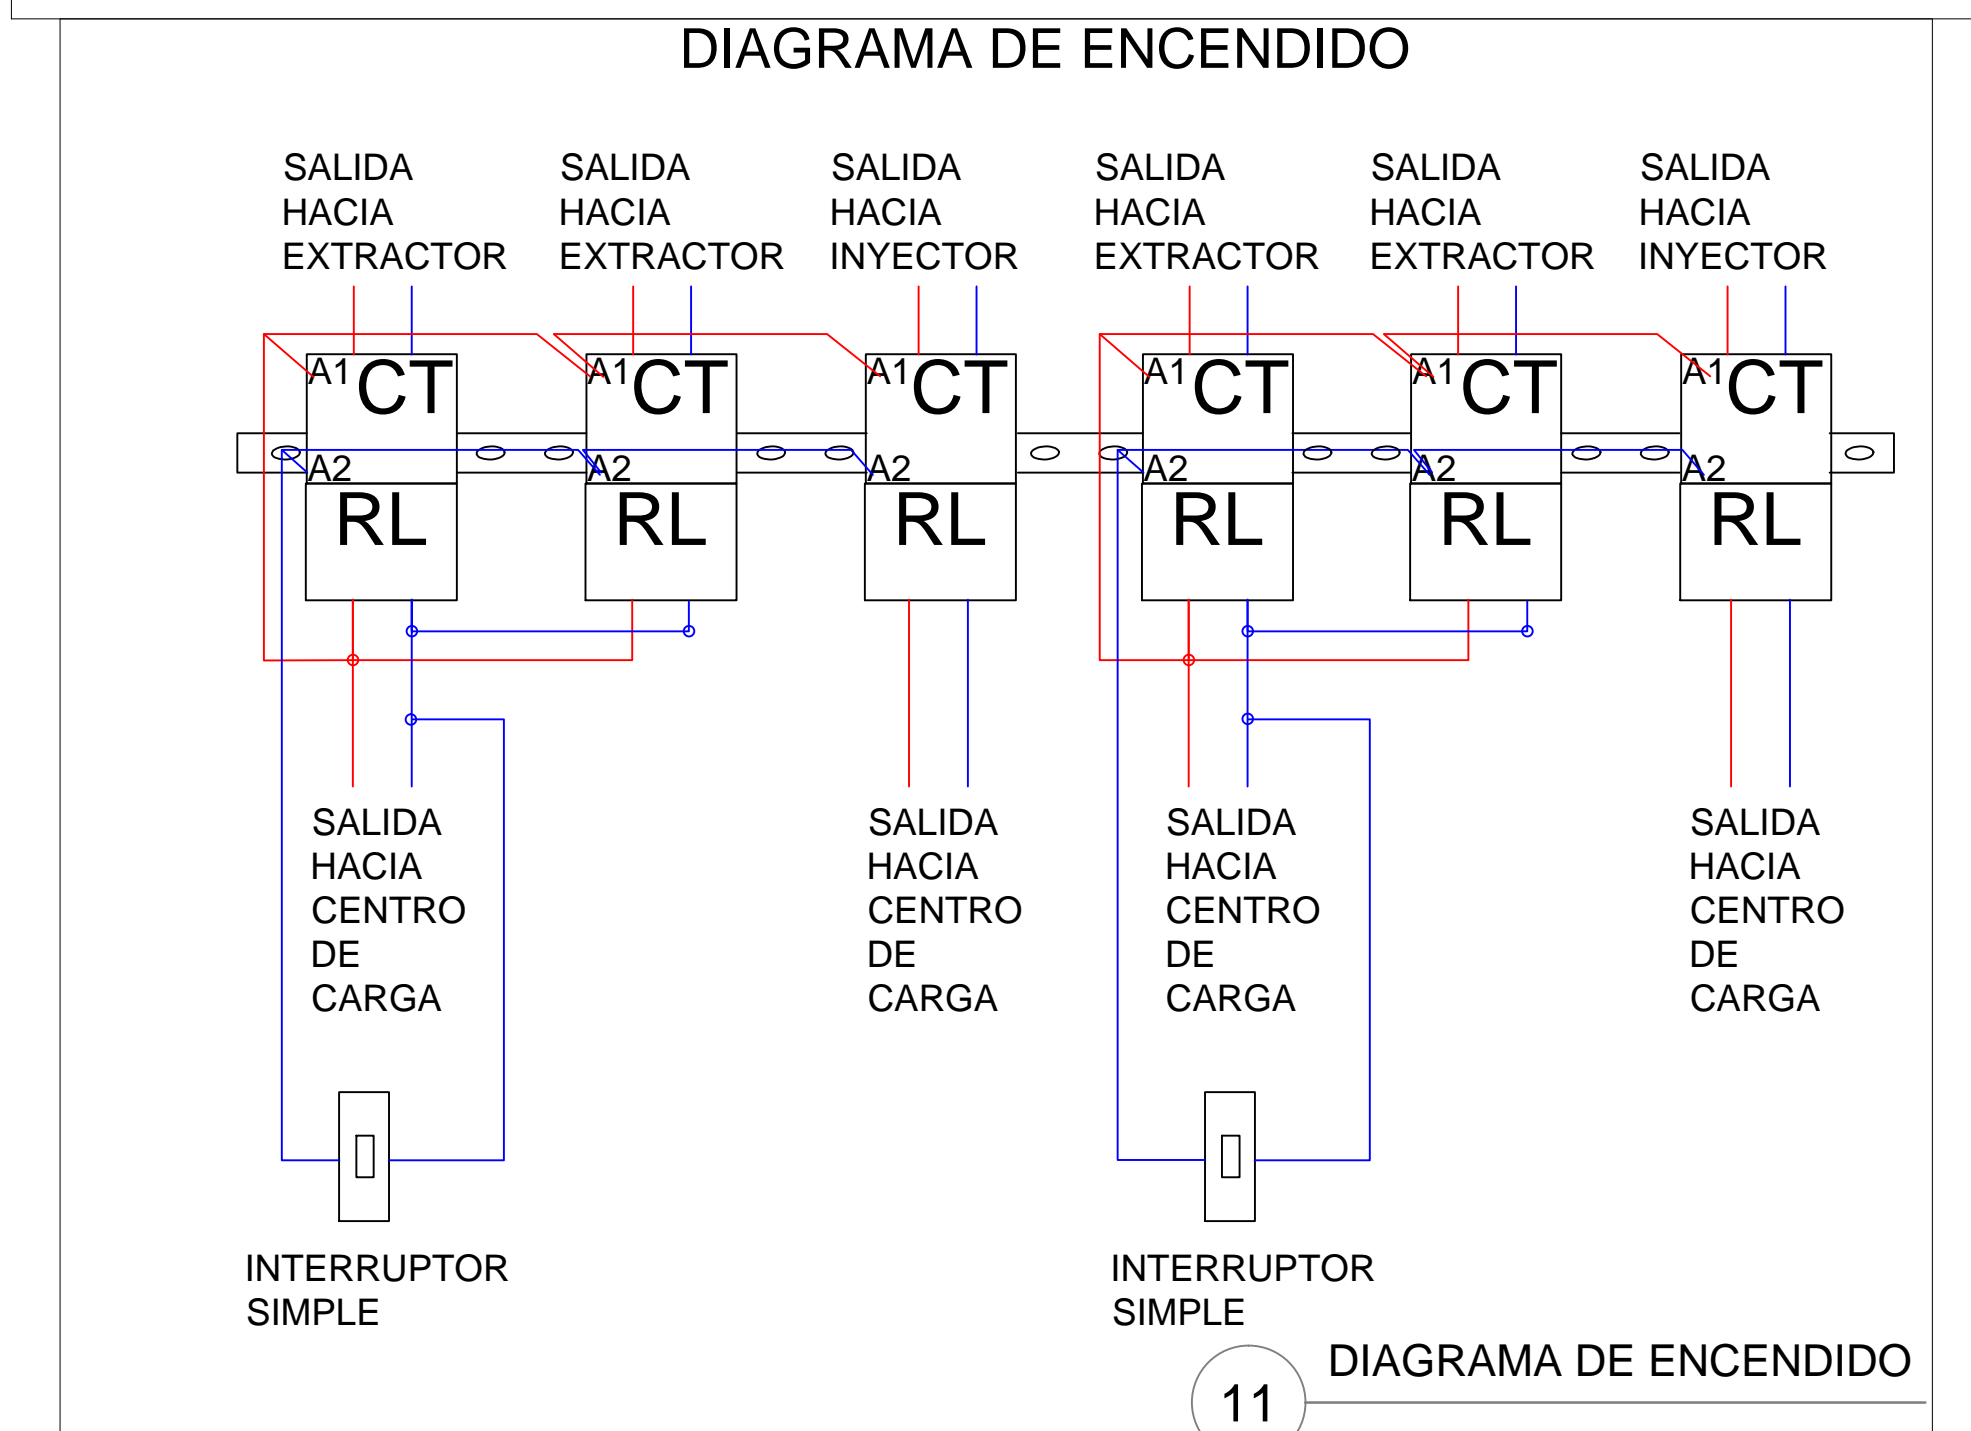 DIAGRAMA DE ENCENDIDO
SALIDA
HACIA
EXTRACTOR
SALIDA
HACIA
EXTRACTOR
SALIDA
HACIA
INYECTOR
SALIDA
HACIA
EXTRACTOR
SALIDA
HACIA
EXTRACTOR
SALIDA
HACIA
INYECTOR
A1 CT
A2
RL
A1 CT
A2
RL
A1 CT
A2
RL
A1 CT
A2
RL
A1 CT
A2
RL
A1 CT
A2
RL
SALIDA
HACIA
CENTRO
DE
CARGA
SALIDA
HACIA
CENTRO
DE
CARGA
SALIDA
HACIA
CENTRO
DE
CARGA
SALIDA
HACIA
CENTRO
DE
CARGA
INTERRUPTOR
SIMPLE
INTERRUPTOR
SIMPLE
11
DIAGRAMA DE ENCENDIDO